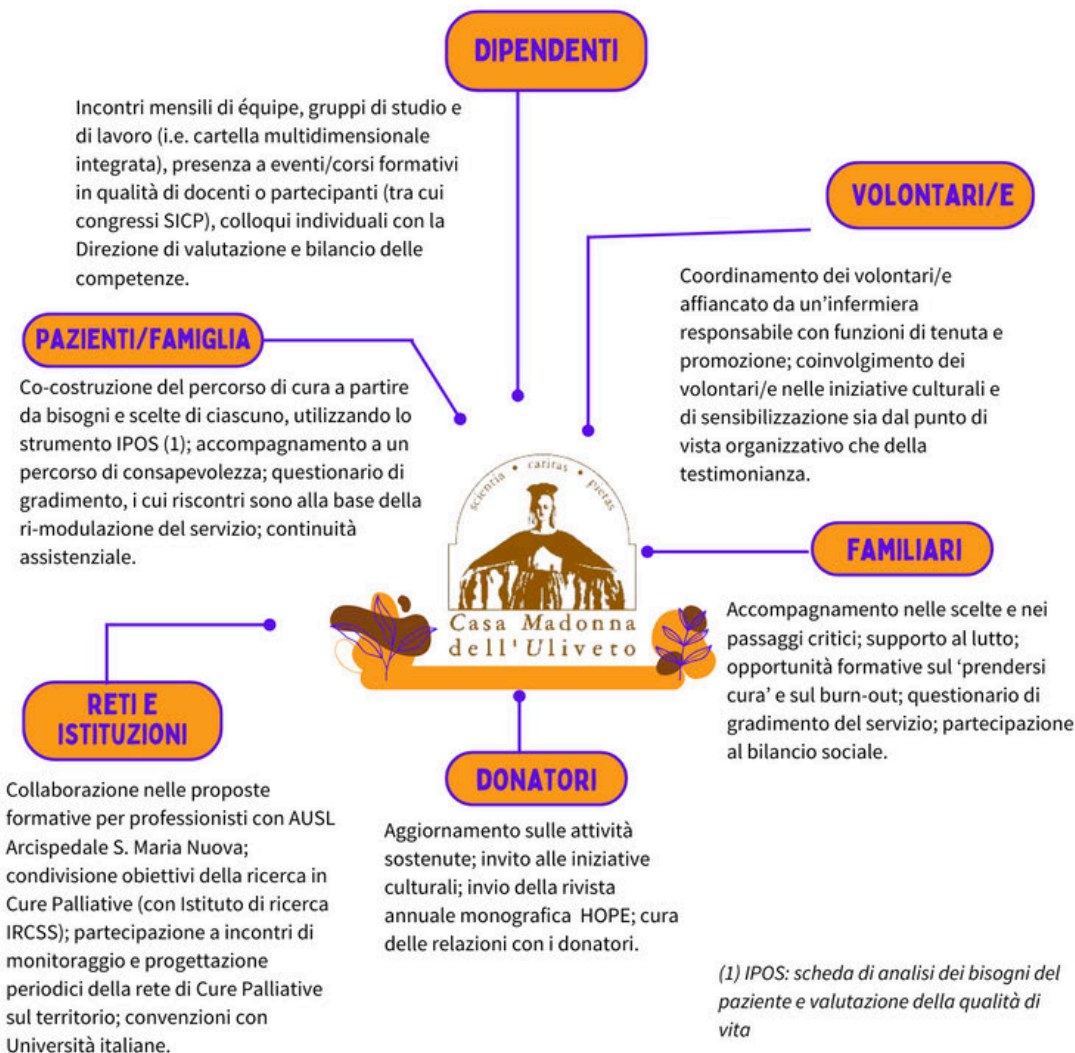 DIPENDENTI
Incontri mensili di équipe, gruppi di studio e
di lavoro (i.e. cartella multidimensionale
integrata), presenza a eventi/corsi formativi
in qualità di docenti o partecipanti (tra cui
congressi SICP), colloqui individuali con la
Direzione di valutazione e bilancio delle
competenze.
VOLONTARI/E
Coordinamento dei volontari/e
affiancato da un'infermiera
responsabile con funzioni di tenuta e
promozione; coinvolgimento dei
volontari/e nelle iniziative culturali e
di sensibilizzazione sia dal punto di
vista organizzativo che della
testimonianza.
PAZIENTI/FAMIGLIA
Co-costruzione del percorso di cura a partire
da bisogni e scelte di ciascuno, utilizzando lo
strumento IPOS (1); accompagnamento a un
percorso di consapevolezza; questionario di
gradimento, i cui riscontri sono alla base della
ri-modulazione del servizio; continuità
assistenziale.
scientia • caritas • pietas
Casa Madonna
dell'Uliveto
FAMILIARI
Accompagnamento nelle scelte e nei
passaggi critici; supporto al lutto;
opportunità formative sul ‘prendersi
cura’ e sul burn-out; questionario di
gradimento del servizio; partecipazione
al bilancio sociale.
RETI E
ISTITUZIONI
Collaborazione nelle proposte
formative per professionisti con AUSL
Arcispedale S. Maria Nuova;
condivisione obiettivi della ricerca in
Cure Palliative (con Istituto di ricerca
IRCSS); partecipazione a incontri di
monitoraggio e progettazione
periodici della rete di Cure Palliative
sul territorio; convenzioni con
Università italiane.
DONATORI
Aggiornamento sulle attività
sostenute; invito alle iniziative
culturali; invio della rivista
annuale monografica HOPE; cura
delle relazioni con i donatori.
(1) IPOS: scheda di analisi dei bisogni del
paziente e valutazione della qualità di
vita